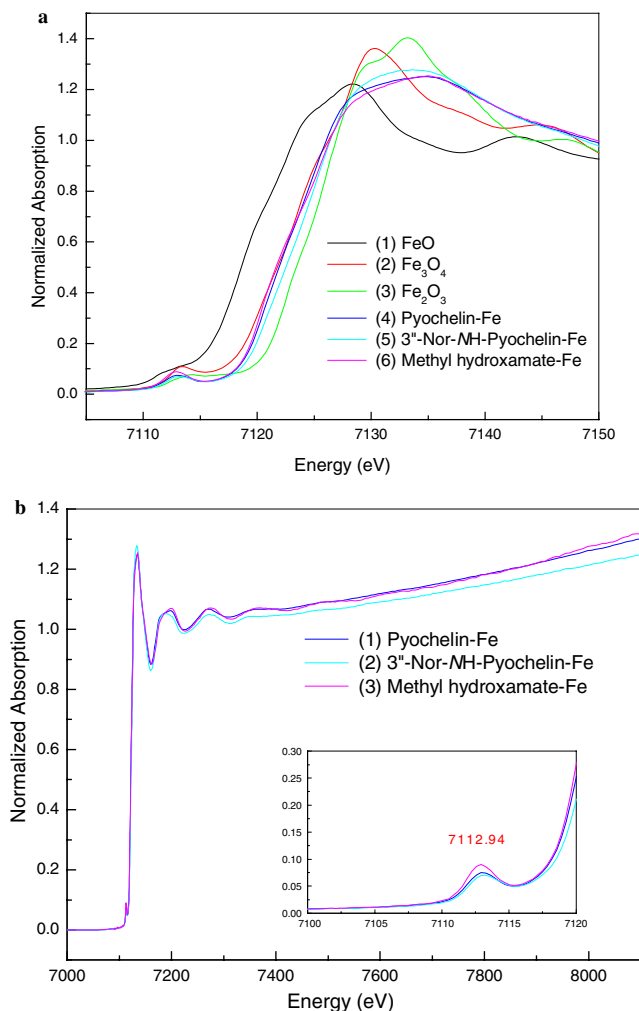 a
1.4
1.2
1.0
0.8
0.6
0.4
0.2
0.0
Normalized Absorption
(1) FeO
(2) Fe₃O₄
(3) Fe₂O₃
(4) Pyochelin-Fe
(5) 3"-Nor-NH-Pyochelin-Fe
(6) Methyl hydroxamate-Fe
7110 7120 7130 7140 7150
Energy (eV)
b
1.4
1.2
1.0
0.8
0.6
0.4
0.2
0.0
Normalized Absorption
(1) Pyochelin-Fe
(2) 3"-Nor-NH-Pyochelin-Fe
(3) Methyl hydroxamate-Fe
0.30
0.25
0.20
0.15
0.10
0.05
0.00
7112.94
7100 7105 7110 7115 7120
7000 7200 7400 7600 7800 8000
Energy (eV)